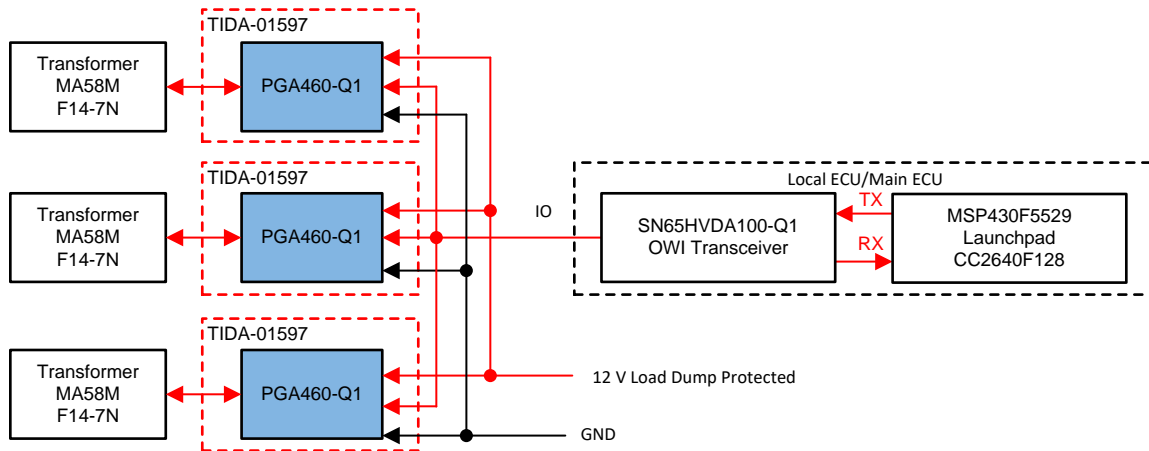 TIDA-01597
Transformer
MA58M
F14-7N
PGA460-Q1
TIDA-01597
Transformer
MA58M
F14-7N
PGA460-Q1
IO
Local ECU/Main ECU
SN65HVDA100-Q1
OWI Transceiver
TX
RX
MSP430F5529
Launchpad
CC2640F128
TIDA-01597
Transformer
MA58M
F14-7N
PGA460-Q1
12 V Load Dump Protected
GND